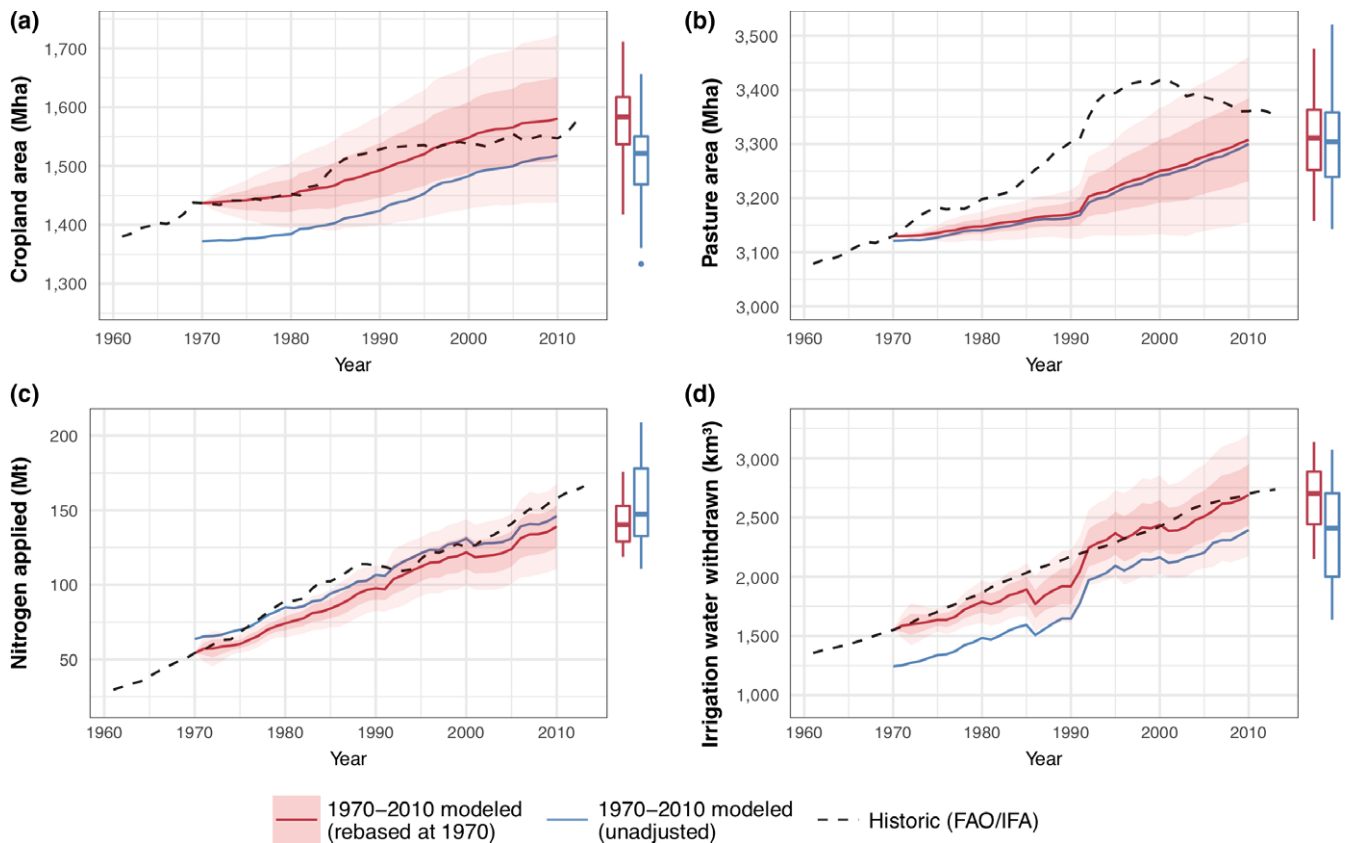 (a)
Cropland area (Mha)
1,700
1,600
1,500
1,400
1,300
1960 1970 1980 1990 2000 2010
Year
(b)
Pasture area (Mha)
3,500
3,400
3,300
3,200
3,100
3,000
1960 1970 1980 1990 2000 2010
Year
(c)
Nitrogen applied (Mt)
200
150
100
50
1960 1970 1980 1990 2000 2010
Year
(d)
Irrigation water withdrawn (km³)
3,000
2,500
2,000
1,500
1,000
1960 1970 1980 1990 2000 2010
Year
1970–2010 modeled
(rebased at 1970)
1970–2010 modeled
(unadjusted)
Historic (FAO/IFA)